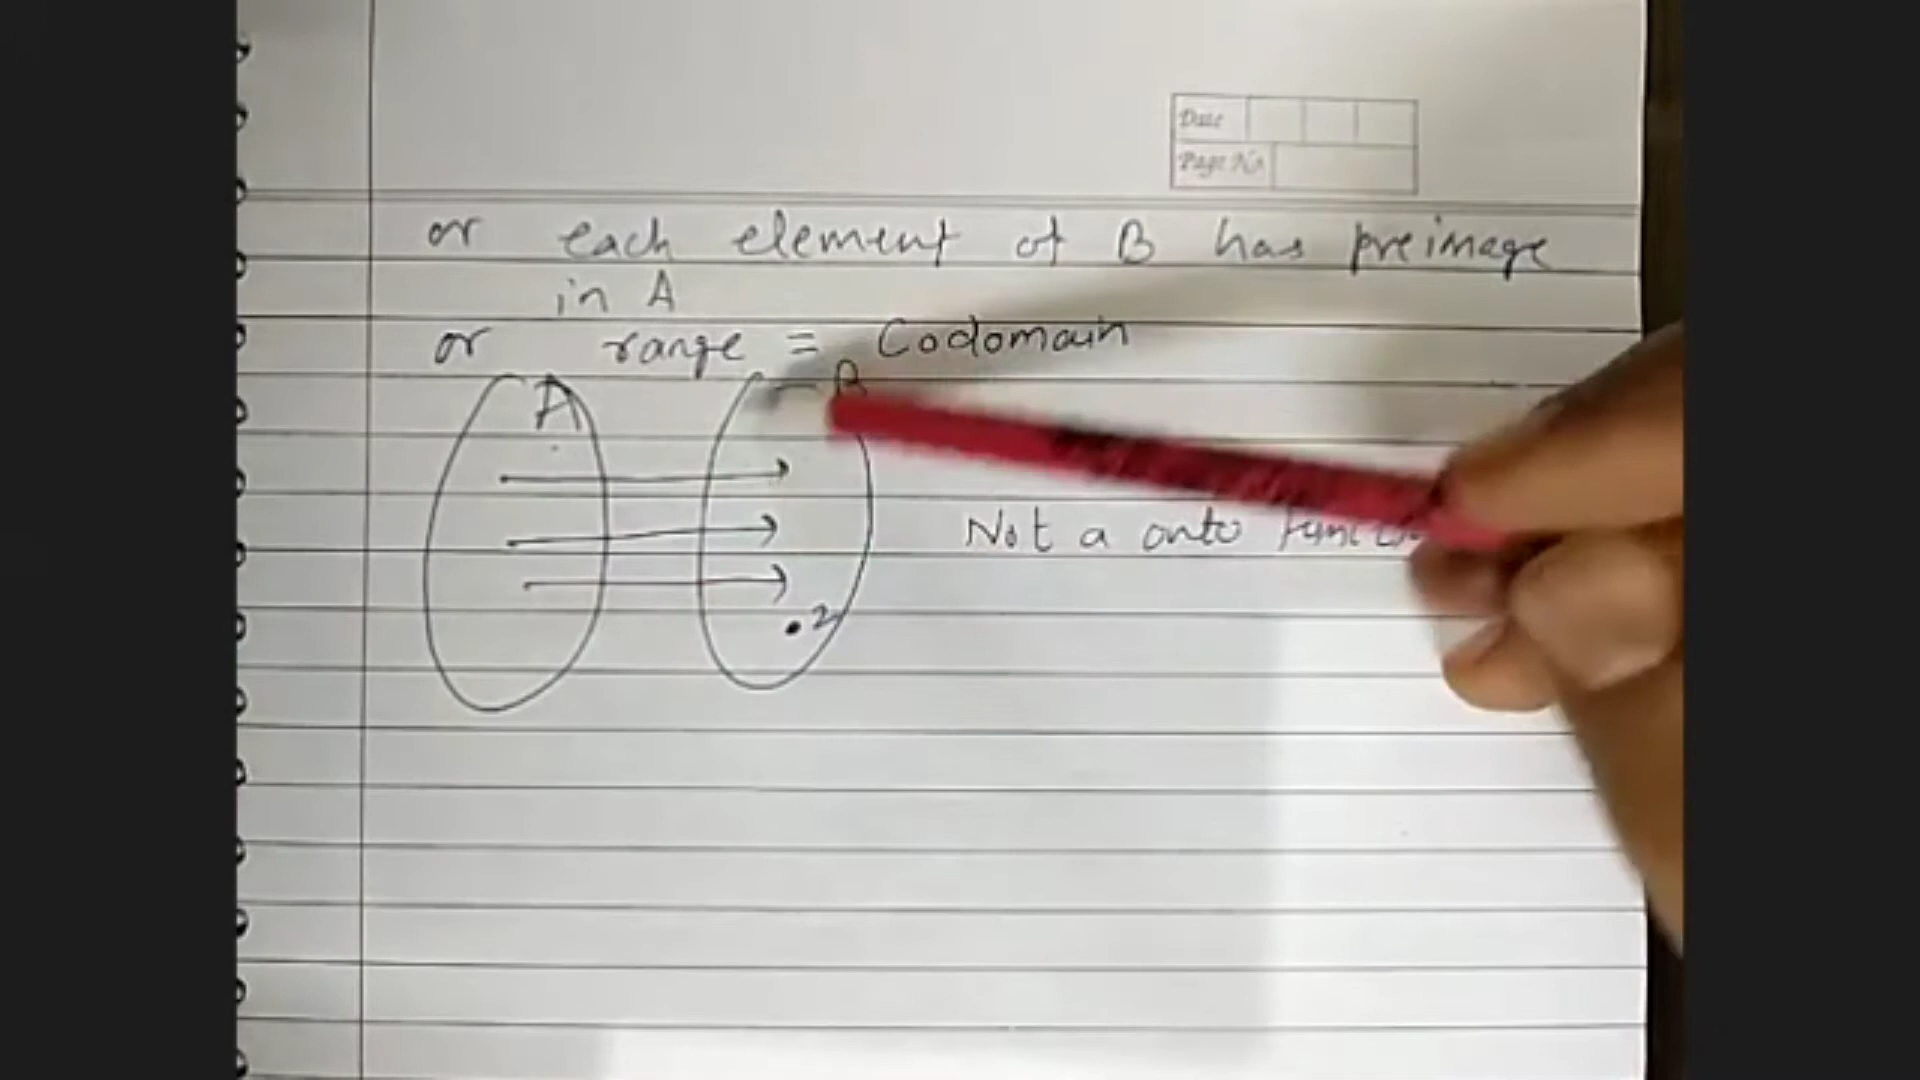 Date
Page No
or each element of B has preimage
in A
or range = Codomain
A B
Not a onto
.2